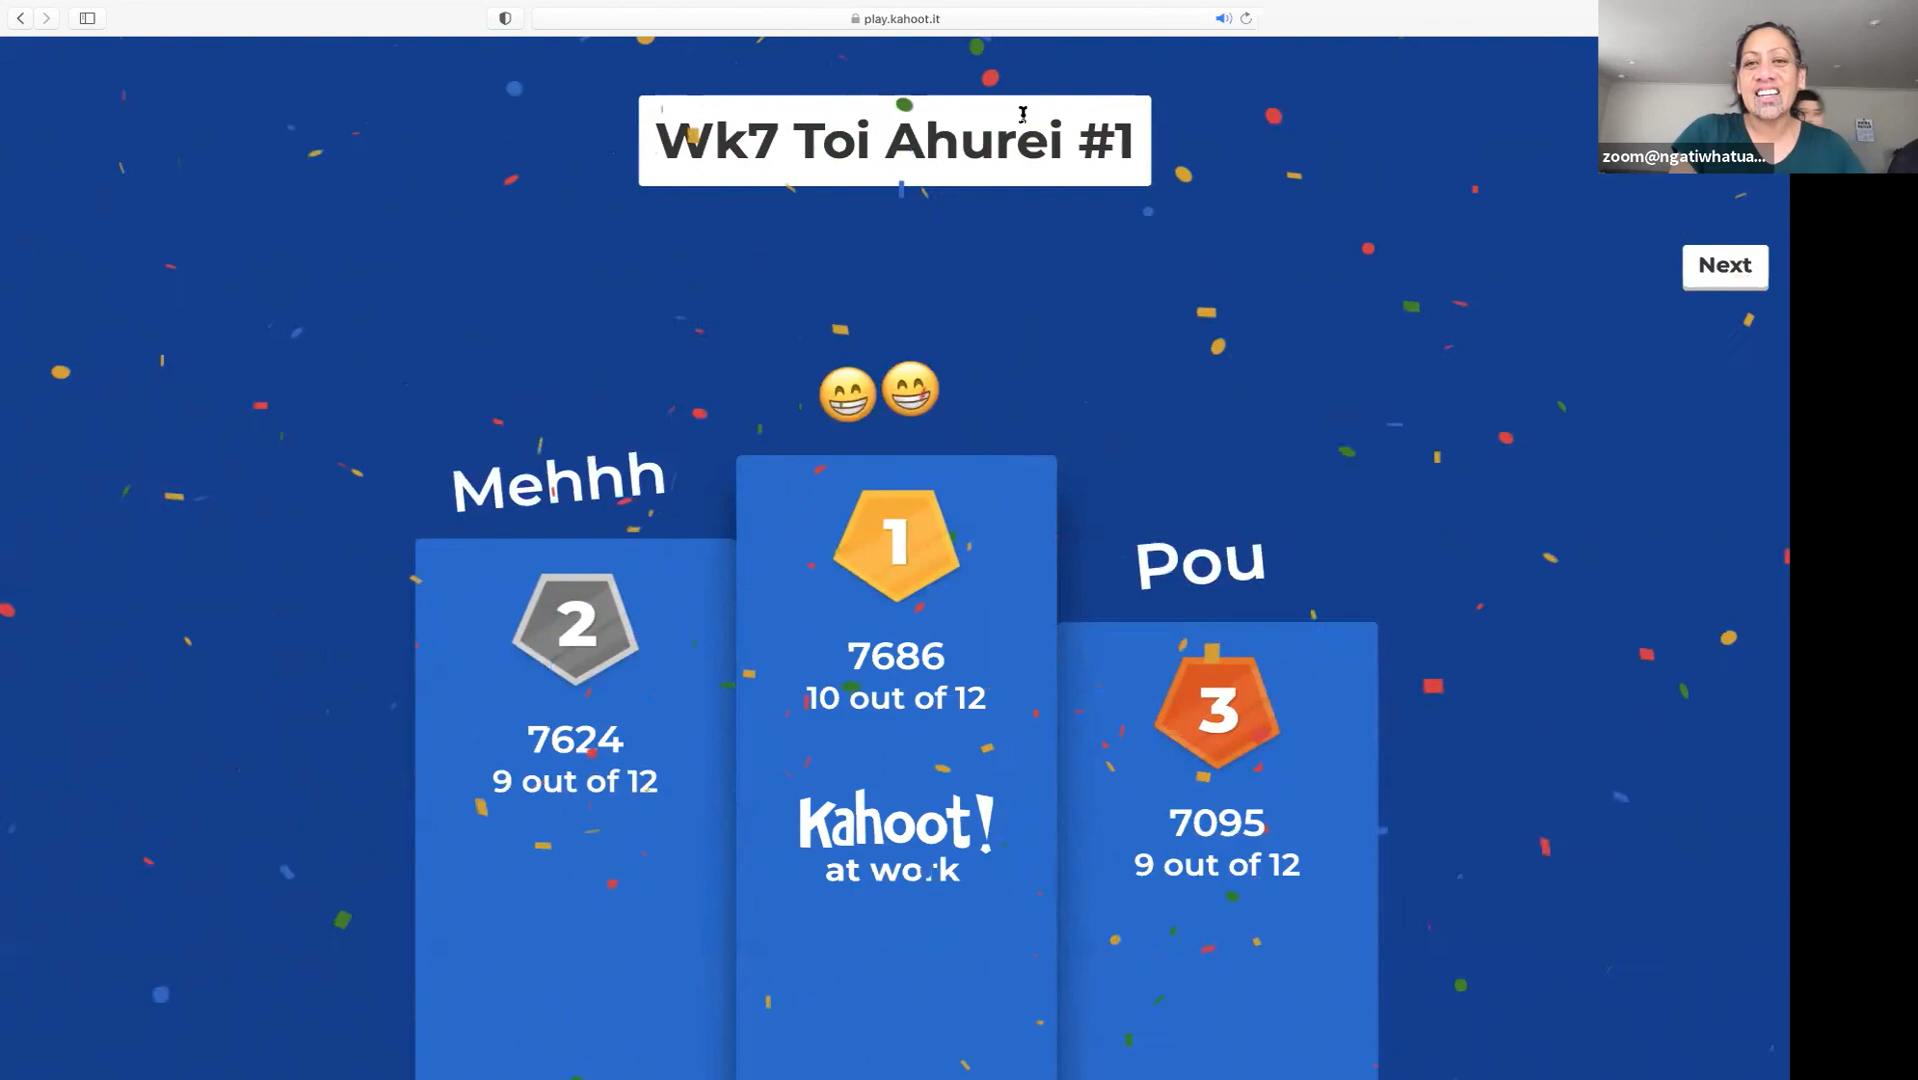 play.kahoot.it
Wk7 Toi Ahurei #1
zoom@ngatiwhatua...
Next
Mehhh
Pou
1
2
3
7686
10 out of 12
7624
9 out of 12
7095
9 out of 12
Kahoot!
at work